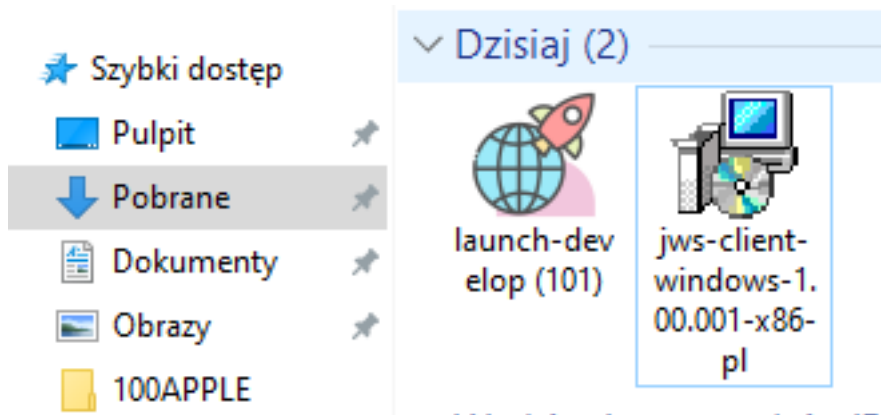 Szybki dostęp
Pulpit
Pobrane
Dokumenty
Obrazy
100APPLE
Dzisiaj (2)
launch-dev
elop (101)
jws-client-
windows-1.
00.001-x86-
pl